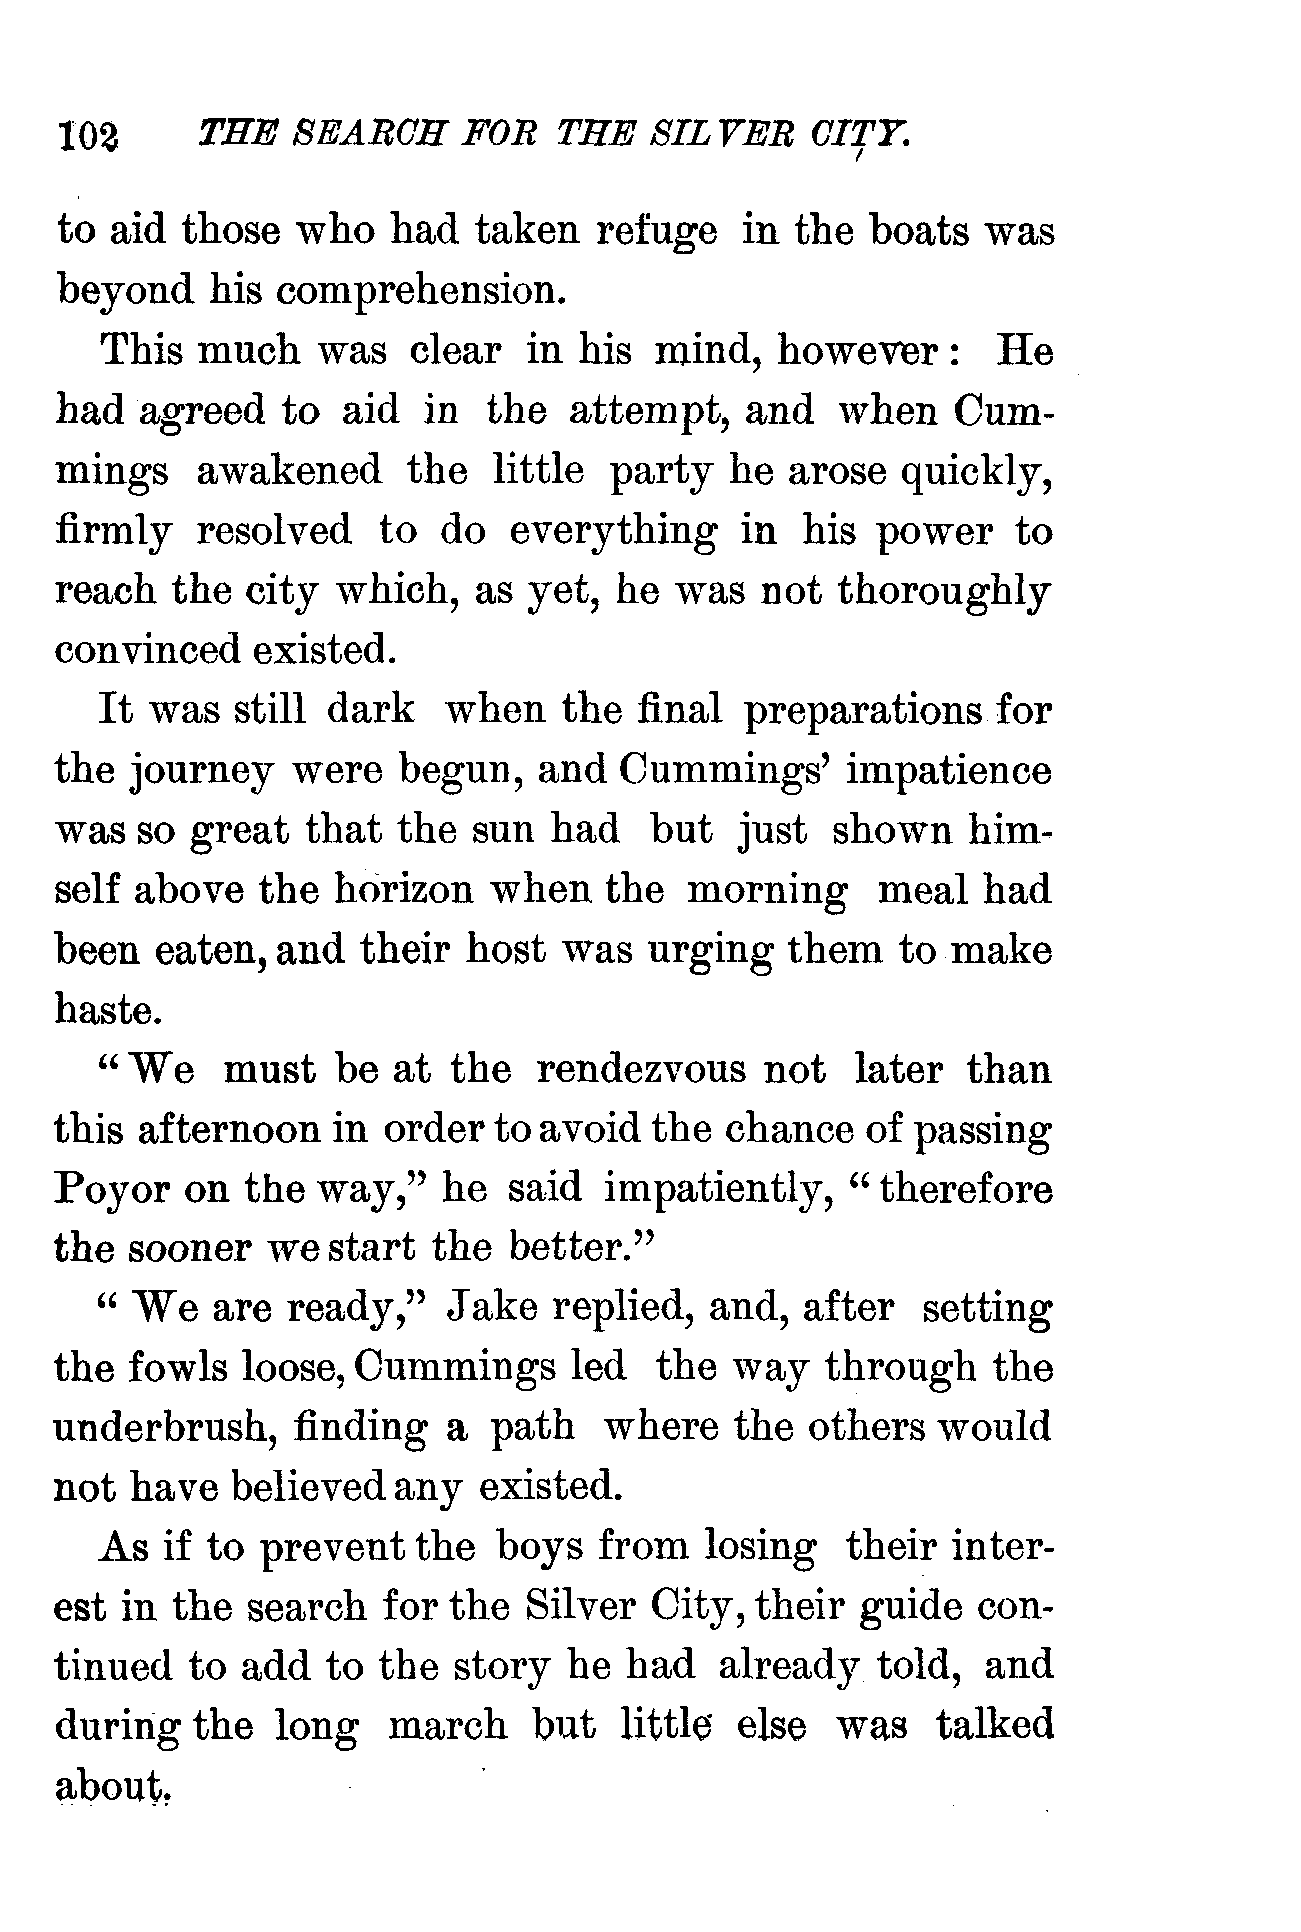 102 THE SEARCH FOR THE SILVER CITY.
to aid those who had taken refuge in the boats was
beyond his comprehension.
This much was clear in his mind, however: He
had agreed to aid in the attempt, and when Cum-
mings awakened the little party he arose quickly,
firmly resolved to do everything in his power to
reach the city which, as yet, he was not thoroughly
convinced existed.
It was still dark when the final preparations for
the journey were begun, and Cummings’ impatience
was so great that the sun had but just shown him-
self above the horizon when the morning meal had
been eaten, and their host was urging them to make
haste.
“We must be at the rendezvous not later than
this afternoon in order to avoid the chance of passing
Poyor on the way,” he said impatiently, “therefore
the sooner we start the better.”
“We are ready,” Jake replied, and, after setting
the fowls loose, Cummings led the way through the
underbrush, finding a path where the others would
not have believed any existed.
As if to prevent the boys from losing their inter-
est in the search for the Silver City, their guide con-
tinued to add to the story he had already told, and
during the long march but little else was talked
about.